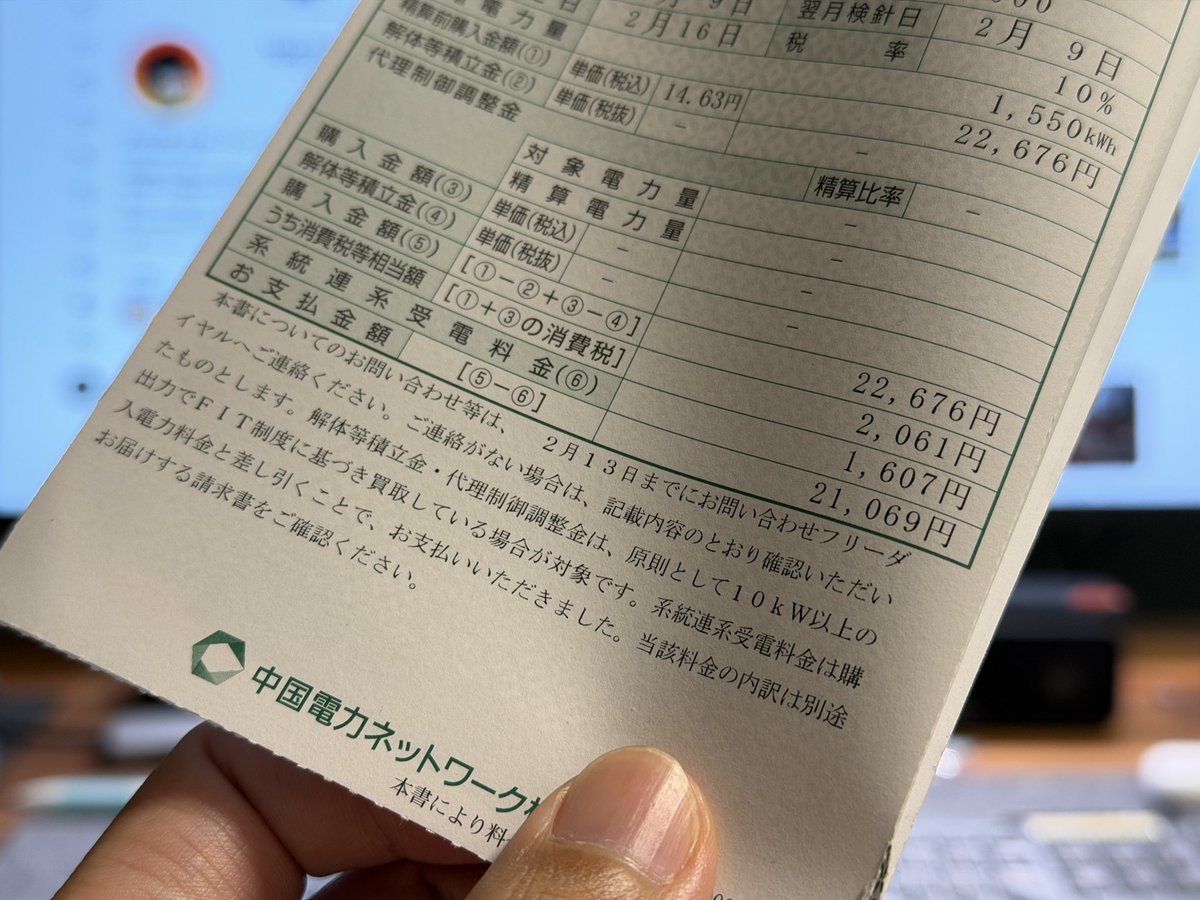 日 9日 翌月検針日 2月 9日
電力量 2月16日 税率 10%
精算前購入金額(①) 単価(税込) 14.63円 1,550kWh
解体等積立金(②) 単価(税抜) － 22,676円
代理制御調整金 －
対象電力量 精算比率 －
精算電力量 －
購入金額(③) 単価(税込) － －
解体等積立金(④) 単価(税抜) － －
購入金額(⑤) [①－②＋③－④] 22,676円
うち消費税等相当額 [①＋③の消費税] 2,061円
系統連系受電料金(⑥) 1,607円
お支払金額 [⑤－⑥] 21,069円
本書についてのお問い合わせ等は、 2月13日までにお問い合わせフリーダ
イヤルへご連絡ください。ご連絡がない場合は、記載内容のとおり確認いただい
たものとします。解体等積立金・代理制御調整金は、原則として10kW以上の
出力でFIT制度に基づき買取している場合が対象です。系統連系受電料金は購
入電力料金と差し引くことで、お支払いいただきました。当該料金の内訳は別途
お届けする請求書をご確認ください。
中国電力ネットワーク
本書により料